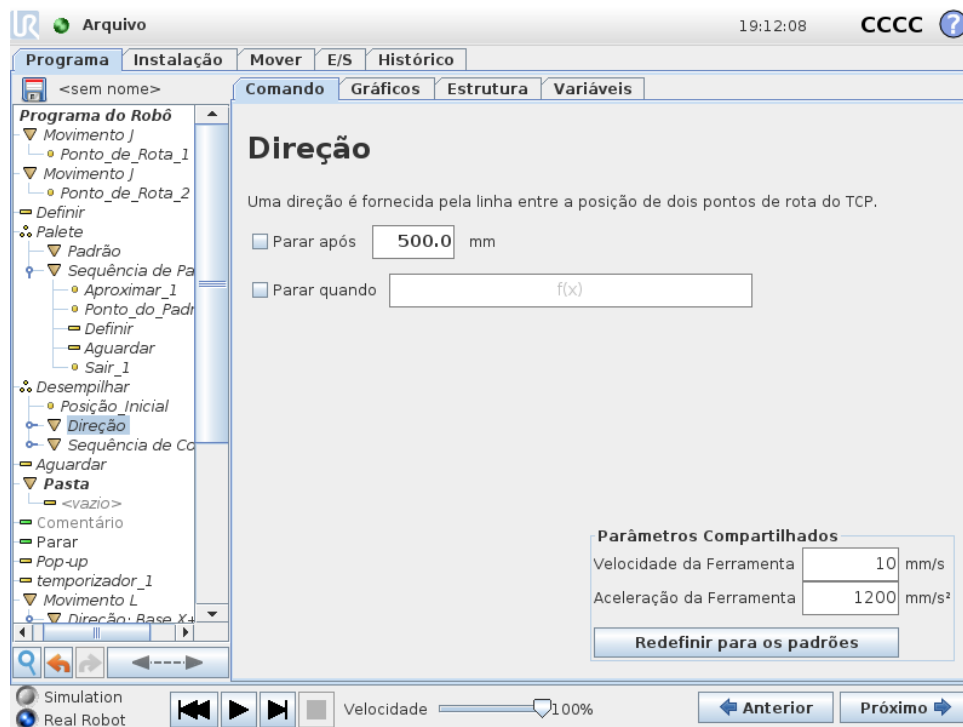 UR Arquivo 19:12:08 CCCC ?
Programa Instalação Mover E/S Histórico
<sem nome>
Comando Gráficos Estrutura Variáveis
Programa do Robô
Movimento J
Ponto_de_Rota_1
Movimento J
Ponto_de_Rota_2
Definir
Palete
Padrão
Sequência de Pa
Aproximar_1
Ponto_do_Padr
Definir
Aguardar
Sair_1
Desempilhar
Posição_Inicial
Direção
Sequência de Co
Aguardar
Pasta
<vazio>
Comentário
Parar
Pop-up
temporizador_1
Movimento L
Direção: Base X+
Direção
Uma direção é fornecida pela linha entre a posição de dois pontos de rota do TCP.
Parar após 500.0 mm
Parar quando f(x)
Parâmetros Compartilhados
Velocidade da Ferramenta 10 mm/s
Aceleração da Ferramenta 1200 mm/s²
Redefinir para os padrões
Simulation
Real Robot
Velocidade 100%
Anterior Próximo